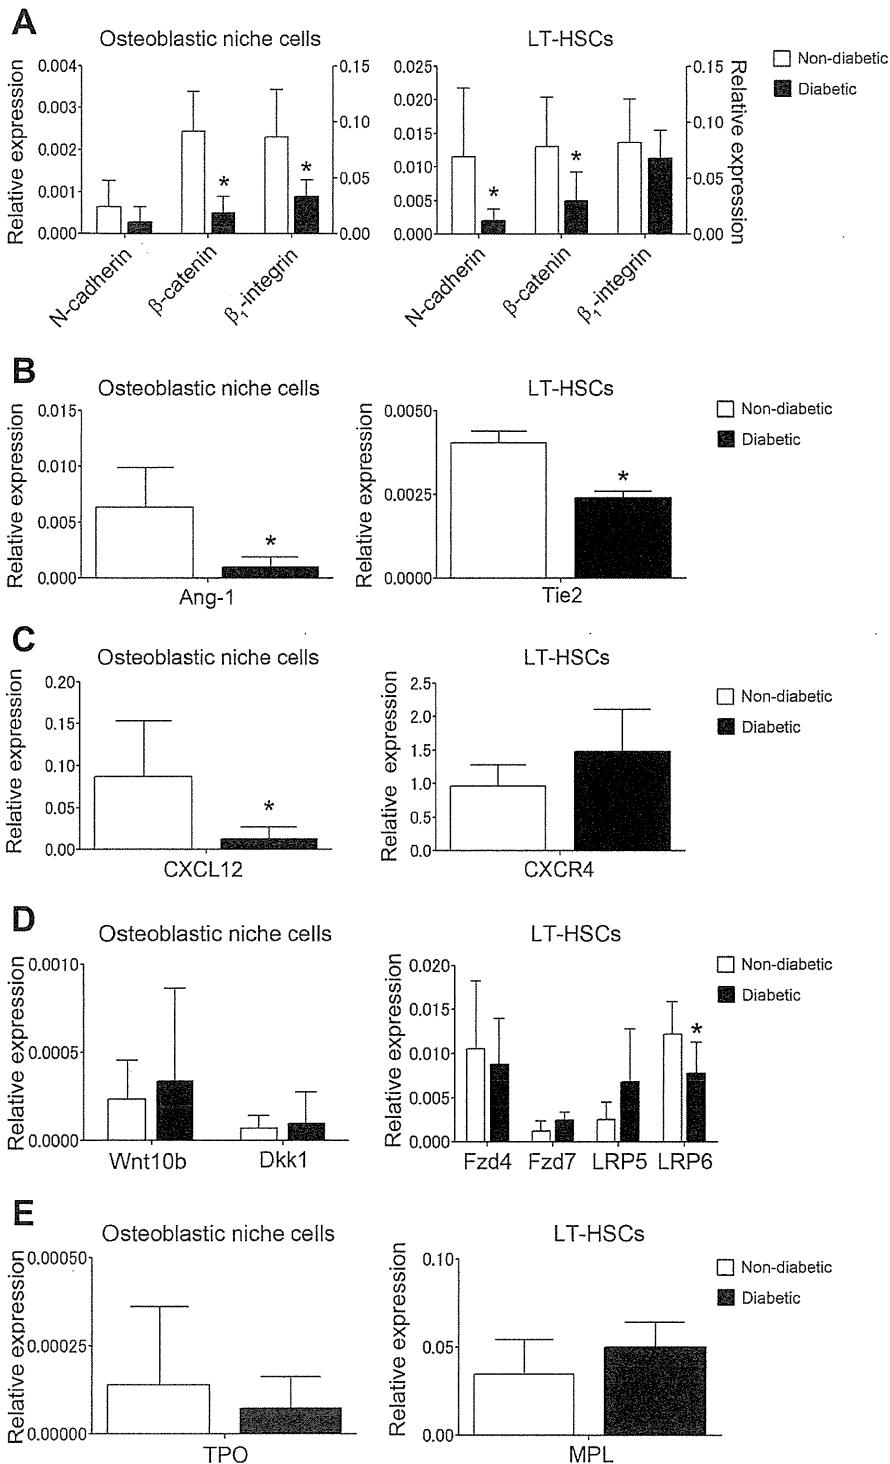 A
Osteoblastic niche cells
LT-HSCs
Non-diabetic
Diabetic
Relative expression
0.004
0.003
0.002
0.001
0.000
0.15
0.10
0.05
0.00
*
*
N-cadherin
β-catenin
β1-integrin
0.025
0.020
0.015
0.010
0.005
0.000
0.15
0.10
0.05
0.00
Relative expression
*
*
N-cadherin
β-catenin
β1-integrin
B
Osteoblastic niche cells
LT-HSCs
Non-diabetic
Diabetic
Relative expression
0.015
0.010
0.005
0.000
*
Ang-1
Relative expression
0.0050
0.0025
0.0000
*
Tie2
C
Osteoblastic niche cells
LT-HSCs
Non-diabetic
Diabetic
Relative expression
0.20
0.15
0.10
0.05
0.00
*
CXCL12
Relative expression
2.5
2.0
1.5
1.0
0.5
0.0
CXCR4
D
Osteoblastic niche cells
LT-HSCs
Non-diabetic
Diabetic
Relative expression
0.0010
0.0005
0.0000
Wnt10b
Dkk1
Relative expression
0.020
0.015
0.010
0.005
0.000
*
Fzd4
Fzd7
LRP5
LRP6
E
Osteoblastic niche cells
LT-HSCs
Non-diabetic
Diabetic
Relative expression
0.00050
0.00025
0.00000
TPO
Relative expression
0.10
0.05
0.00
MPL